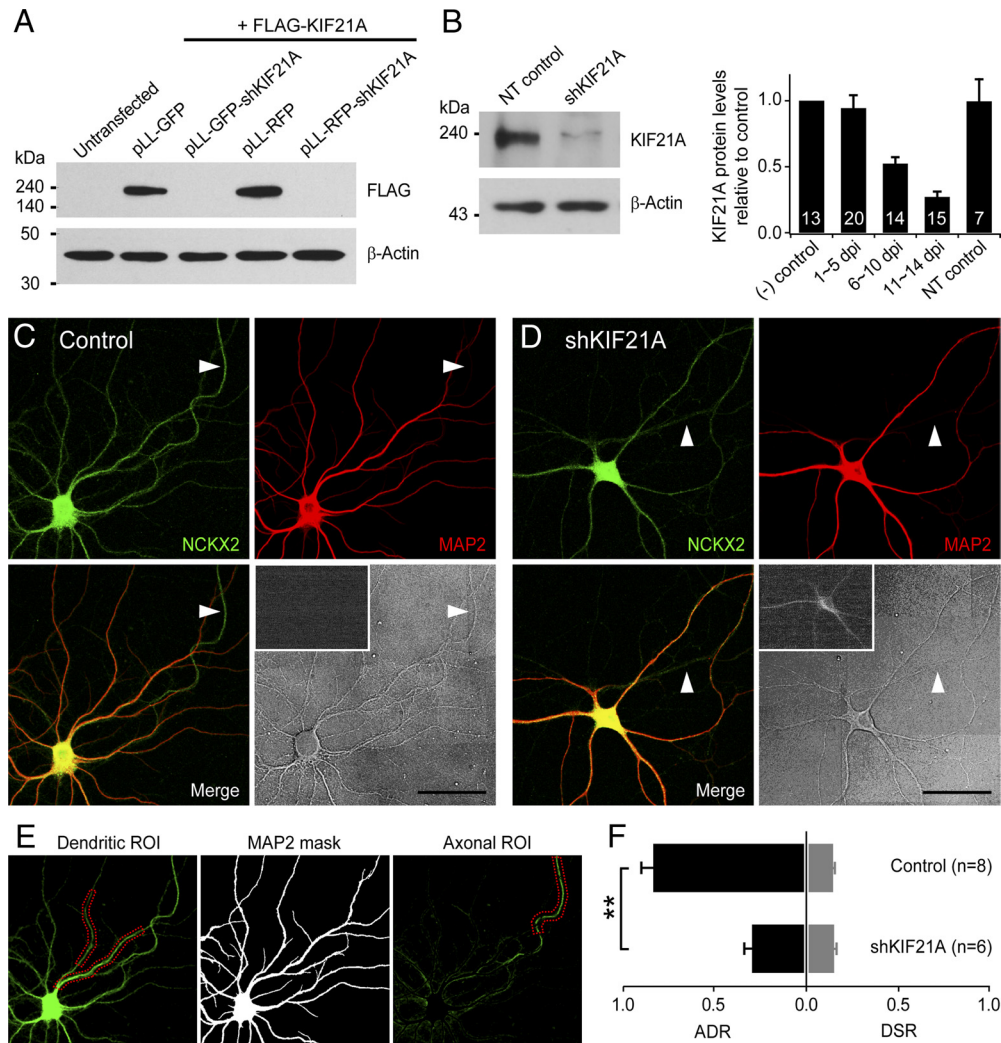 A
+ FLAG-KIF21A
Untransfected
pLL-GFP
pLL-GFP-shKIF21A
pLL-RFP
pLL-RFP-shKIF21A
kDa
240
140
FLAG
50
30
β-Actin
B
NT control
shKIF21A
kDa
240
KIF21A
43
β-Actin
KIF21A protein levels
relative to control
1.0
0.5
0.0
13
20
14
15
7
(-) control
1~5 dpi
6~10 dpi
11~14 dpi
NT control
C
Control
NCKX2
MAP2
Merge
D
shKIF21A
NCKX2
MAP2
Merge
E
Dendritic ROI
MAP2 mask
Axonal ROI
F
Control (n=8)
**
shKIF21A (n=6)
1.0
0.5
0.0
0.5
1.0
ADR
DSR